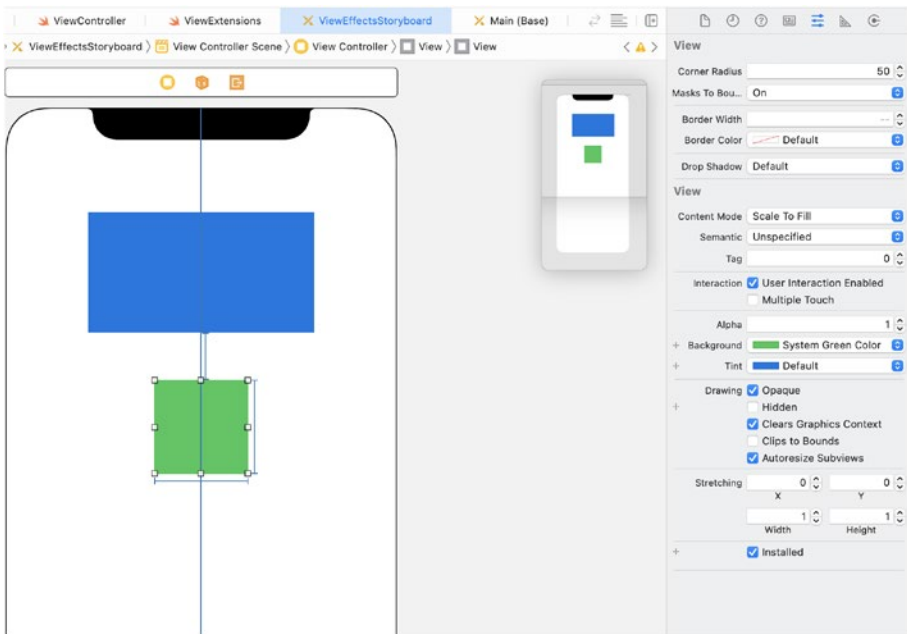 ViewController ViewExtensions ViewEffectsStoryboard Main (Base)
ViewEffectsStoryboard View Controller Scene View Controller View View
View
Corner Radius 50
Masks To Bou... On
Border Width --
Border Color Default
Drop Shadow Default
View
Content Mode Scale To Fill
Semantic Unspecified
Tag 0
Interaction User Interaction Enabled
Multiple Touch
Alpha 1
+ Background System Green Color
+ Tint Default
Drawing Opaque
+ Hidden
Clears Graphics Context
Clips to Bounds
Autoresize Subviews
Stretching 0 0
X Y
1 1
Width Height
+ Installed